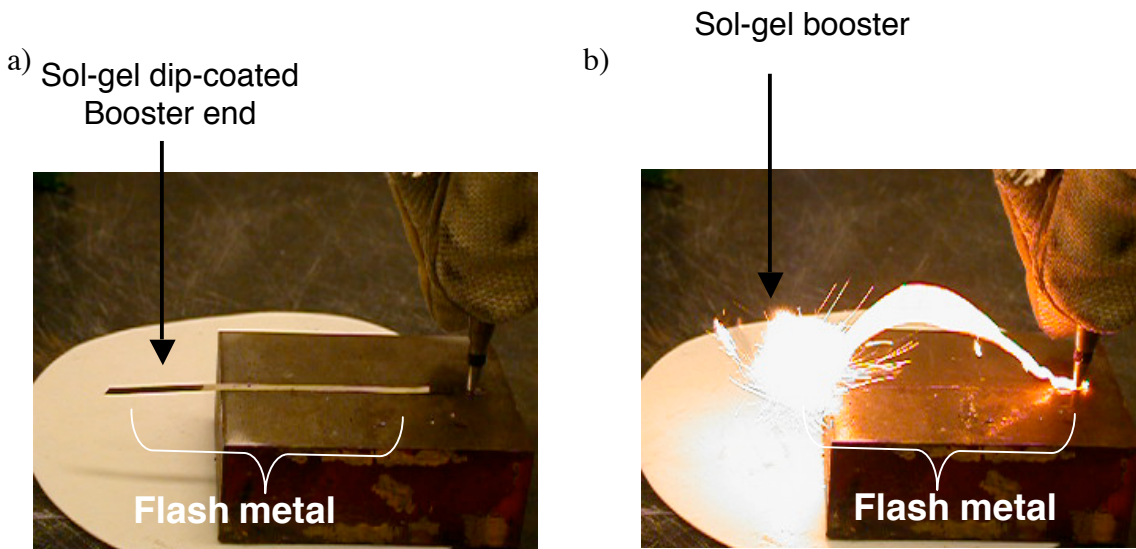 a)
Sol-gel dip-coated
Booster end
Flash metal
b)
Sol-gel booster
Flash metal